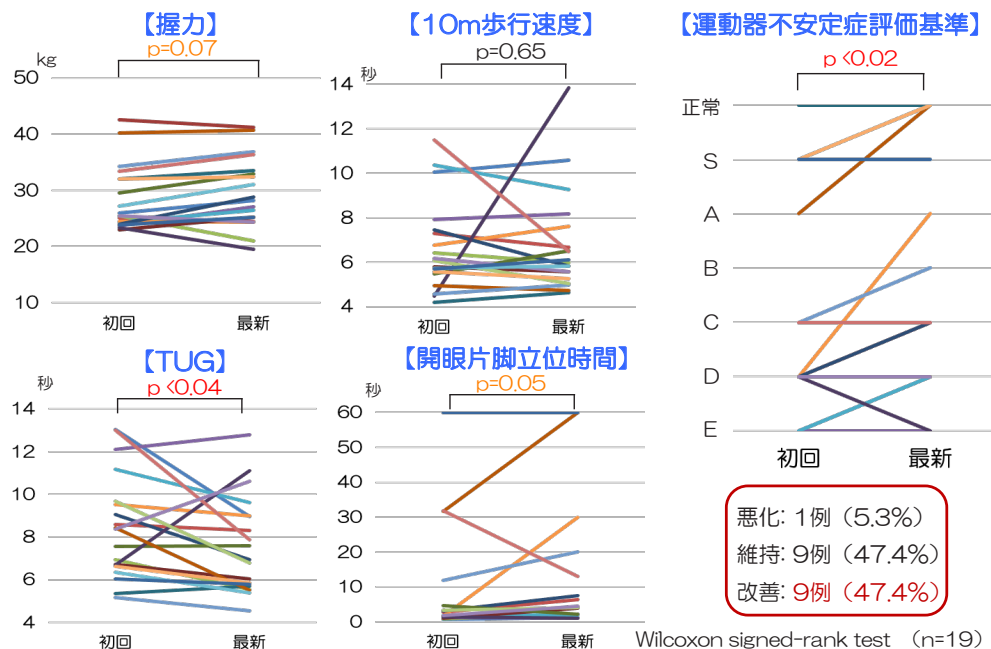 【握力】
p=0.07
kg
50
40
30
20
10
初回 最新
【10m歩行速度】
p=0.65
秒
14
12
10
8
6
4
初回 最新
【運動器不安定症評価基準】
p <0.02
正常
S
A
B
C
D
E
初回 最新
【TUG】
p <0.04
秒
14
12
10
8
6
4
初回 最新
【開眼片脚立位時間】
p=0.05
秒
60
50
40
30
20
10
0
初回 最新
悪化: 1例（5.3%）
維持: 9例（47.4%）
改善: 9例（47.4%）
Wilcoxon signed-rank test （n=19）